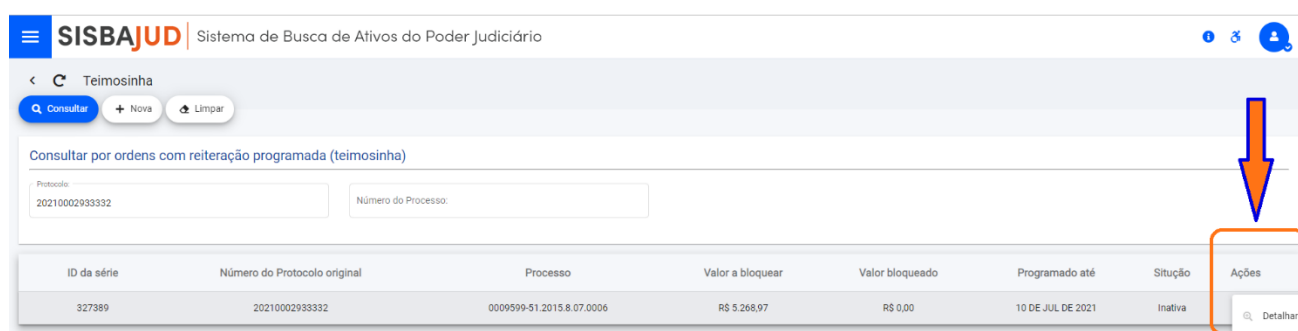 SISBAJUD Sistema de Busca de Ativos do Poder Judiciário
Teimosinha
Consultar + Nova Limpar
Consultar por ordens com reiteração programada (teimosinha)
Protocolo:
20210002933332
Número do Processo:
ID da série Número do Protocolo original Processo Valor a bloquear Valor bloqueado Programado até Situção Ações
327389 20210002933332 0009599-51.2015.8.07.0006 R$ 5.268,97 R$ 0,00 10 DE JUL DE 2021 Inativa
Detalhar